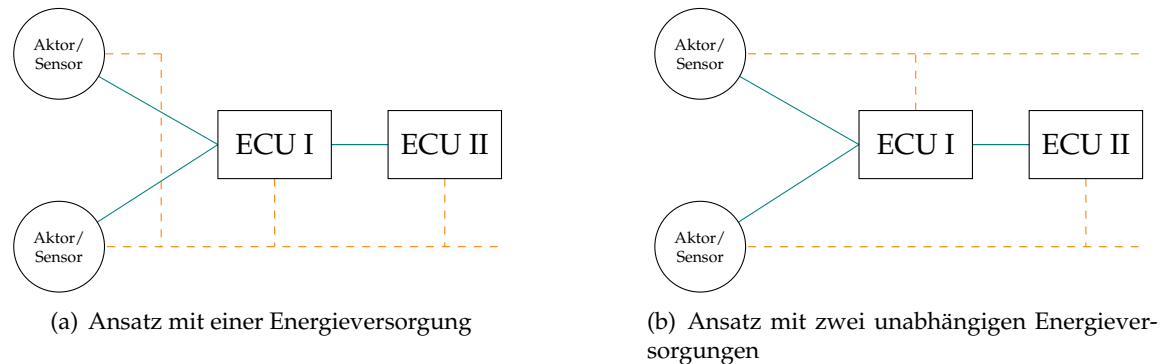 Aktor/
Sensor
ECU I
ECU II
Aktor/
Sensor
(a) Ansatz mit einer Energieversorgung
Aktor/
Sensor
ECU I
ECU II
Aktor/
Sensor
(b) Ansatz mit zwei unabhängigen Energiever-
sorgungen